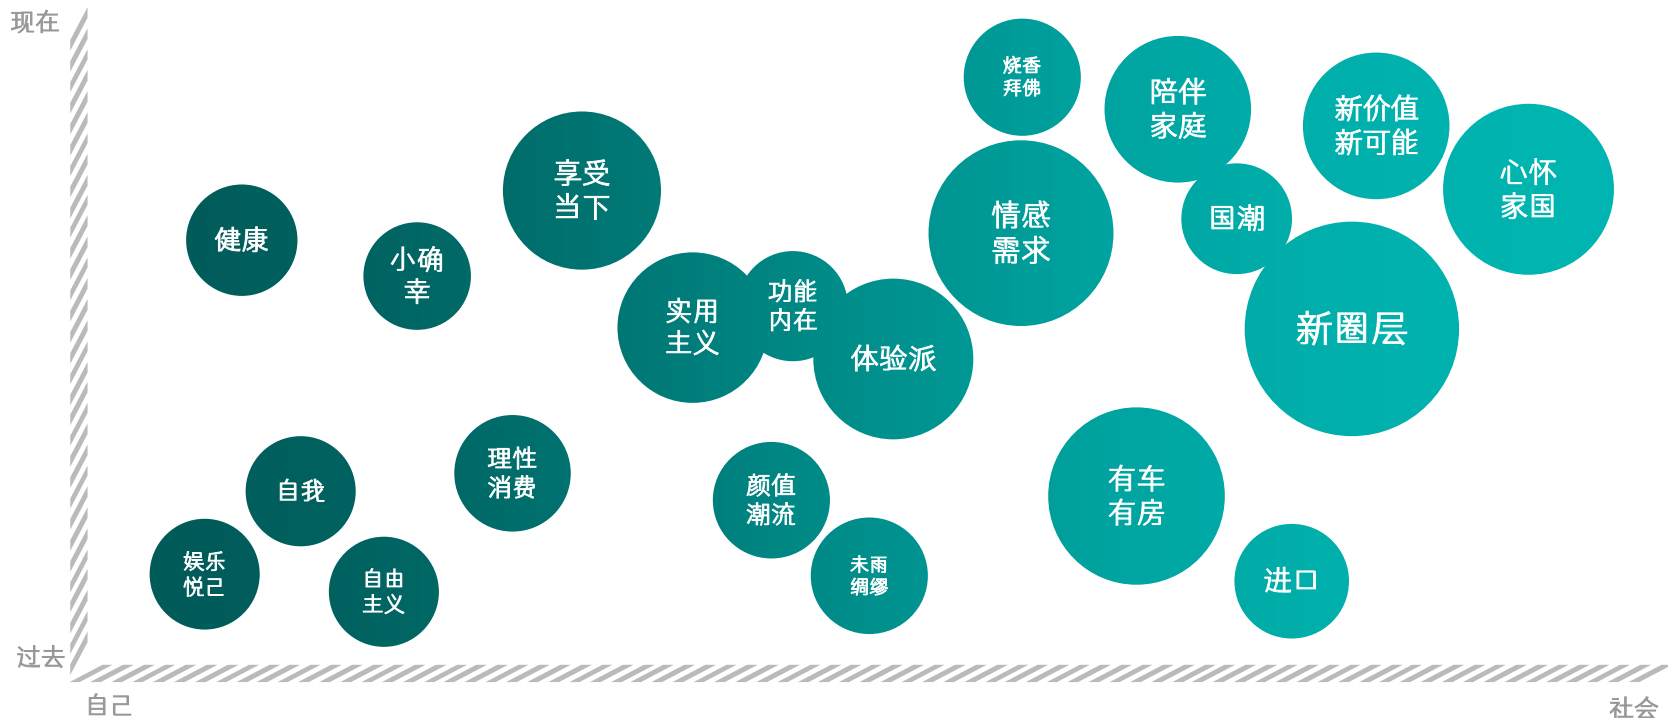 现在
烧香
拜佛
陪伴
家庭
新价值
新可能
心怀
家国
享受
当下
健康
小确
幸
情感
需求
国潮
实用
主义
功能
内在
体验派
新圈层
理性
消费
自我
颜值
潮流
有车
有房
娱乐
悦己
自由
主义
未雨
绸缪
进口
过去
自己
社会